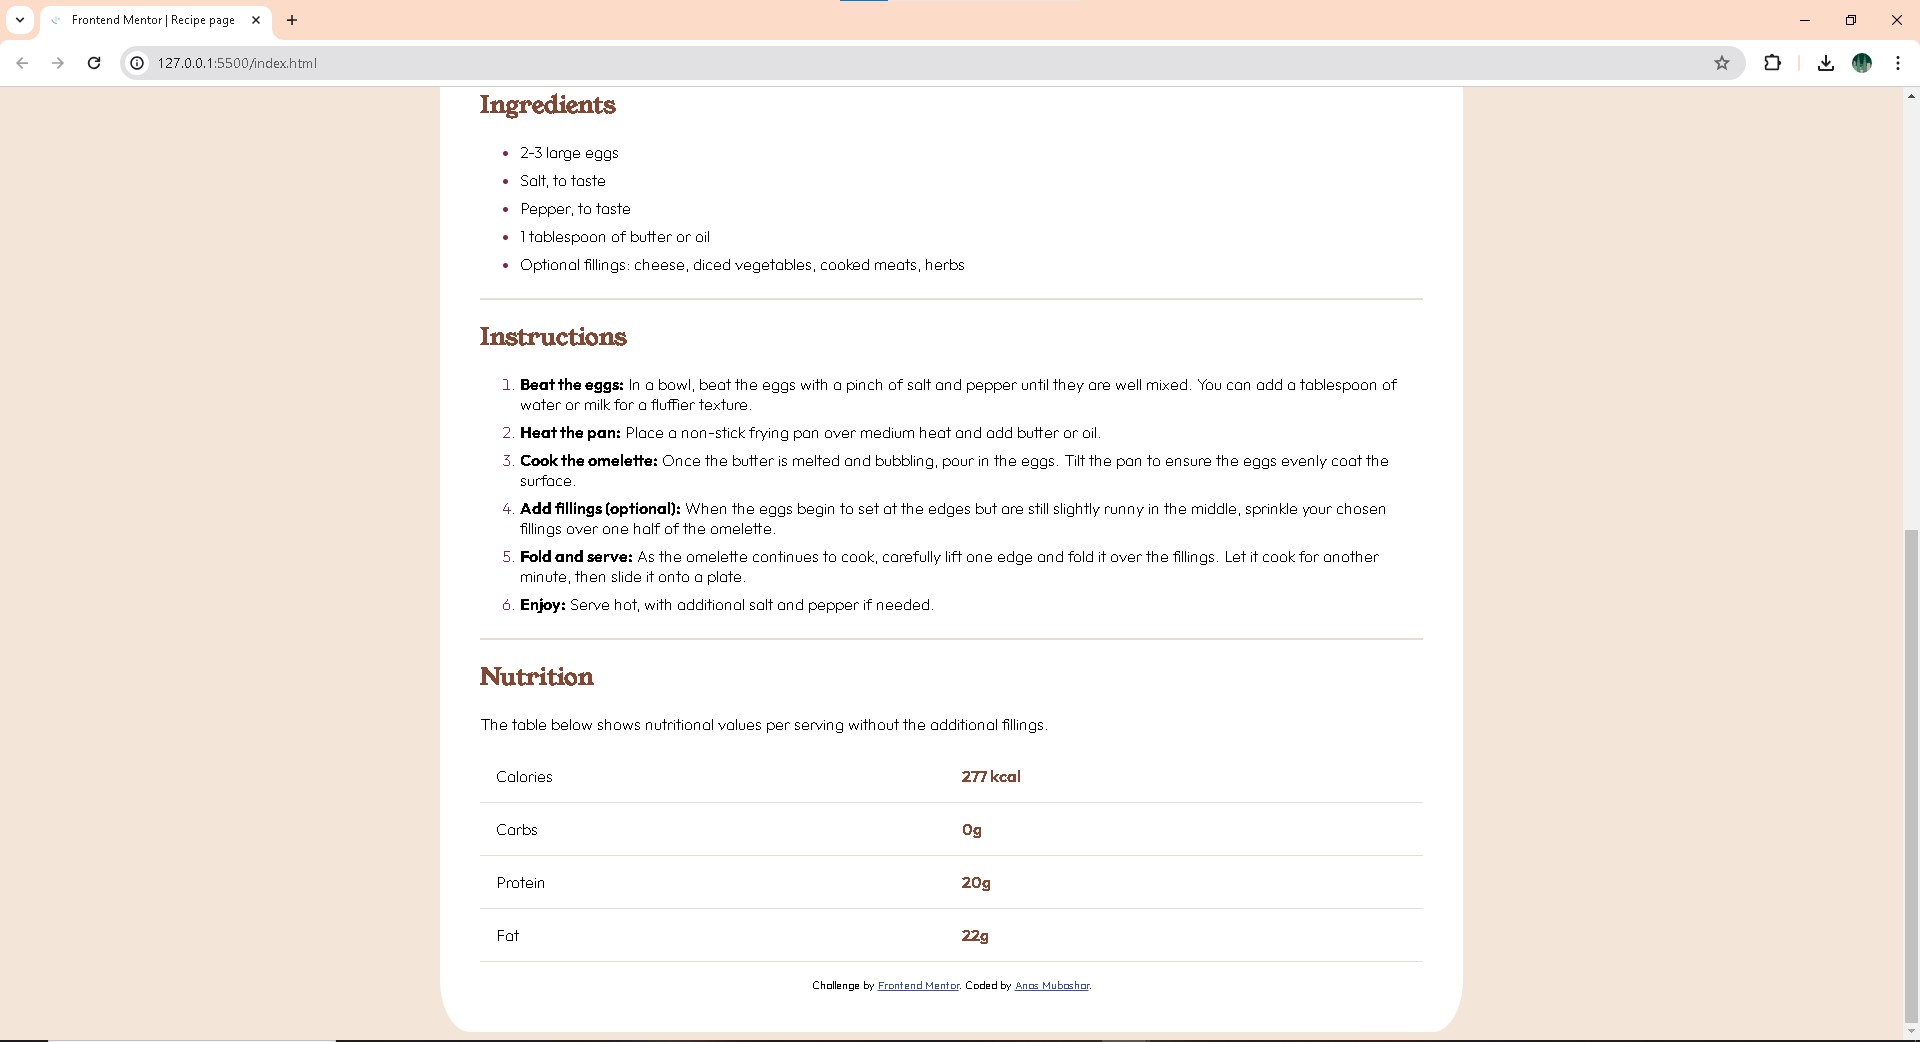 Frontend Mentor | Recipe page
127.0.0.1:5500/index.html
Ingredients
• 2-3 large eggs
• Salt, to taste
• Pepper, to taste
• 1 tablespoon of butter or oil
• Optional fillings: cheese, diced vegetables, cooked meats, herbs
Instructions
1. Beat the eggs: In a bowl, beat the eggs with a pinch of salt and pepper until they are well mixed. You can add a tablespoon of
water or milk for a fluffier texture.
2. Heat the pan: Place a non-stick frying pan over medium heat and add butter or oil.
3. Cook the omelette: Once the butter is melted and bubbling, pour in the eggs. Tilt the pan to ensure the eggs evenly coat the
surface.
4. Add fillings (optional): When the eggs begin to set at the edges but are still slightly runny in the middle, sprinkle your chosen
fillings over one half of the omelette.
5. Fold and serve: As the omelette continues to cook, carefully lift one edge and fold it over the fillings. Let it cook for another
minute, then slide it onto a plate.
6. Enjoy: Serve hot, with additional salt and pepper if needed.
Nutrition
The table below shows nutritional values per serving without the additional fillings.
Calories 277 kcal
Carbs 0g
Protein 20g
Fat 22g
Challenge by Frontend Mentor. Coded by Anas Mubashar.